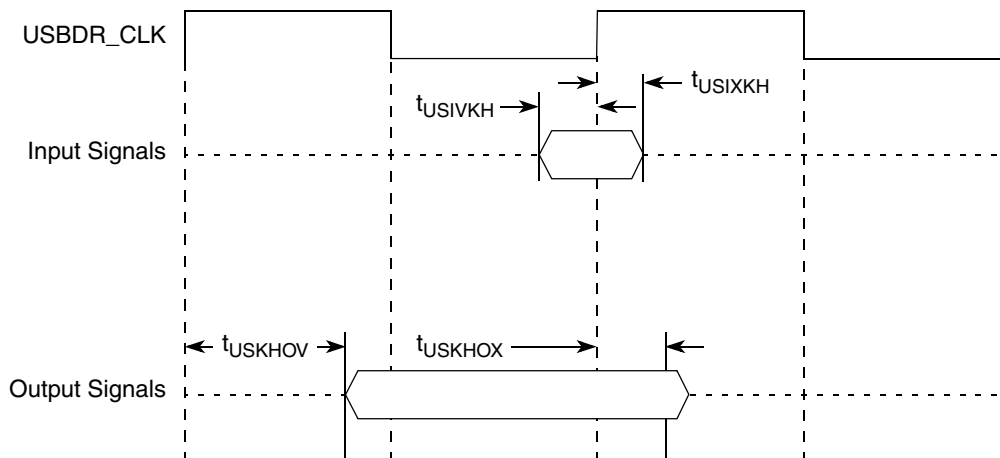 USBDR_CLK
tUSIXKH
tUSIVKH
Input Signals
tUSKHOV
tUSKHOX
Output Signals